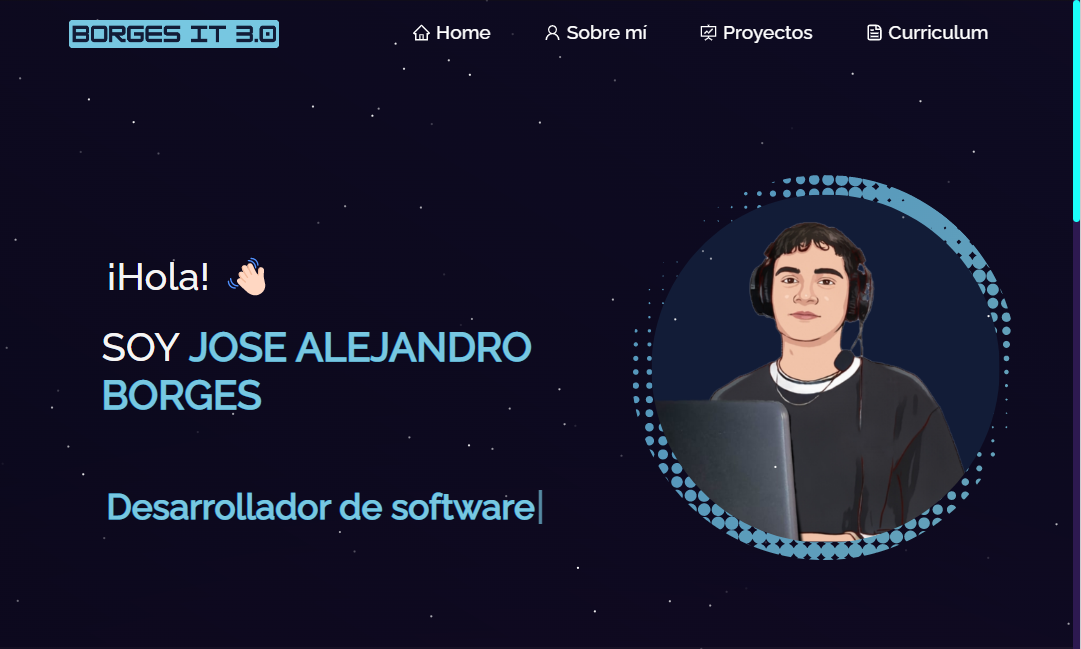 BORGES IT 3.0
Home
Sobre mí
Proyectos
Curriculum
¡Hola! 👋🏻
SOY JOSE ALEJANDRO
BORGES
Desarrollador de software|